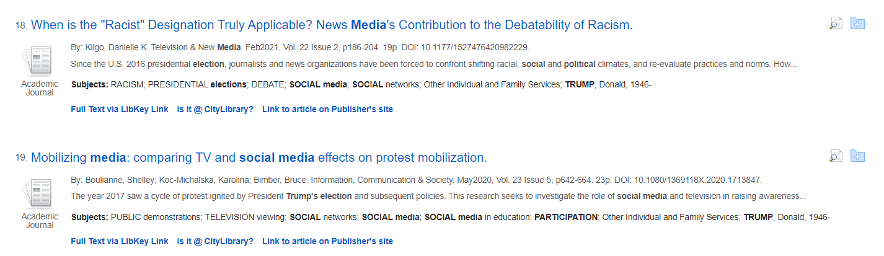 18. When is the "Racist" Designation Truly Applicable? News Media's Contribution to the Debatability of Racism.
By: Kilgo, Danielle K. Television & New Media. Feb2021, Vol. 22 Issue 2, p186-204. 19p. DOI: 10.1177/1527476420982229.
Since the U.S. 2016 presidential election, journalists and news organizations have been forced to confront shifting racial, social and political climates, and re-evaluate practices and norms. How...
Academic
Journal
Subjects: RACISM; PRESIDENTIAL elections; DEBATE; SOCIAL media; SOCIAL networks; Other Individual and Family Services; TRUMP, Donald, 1946-
Full Text via LibKey Link is it @ CityLibrary? Link to article on Publisher's site
19. Mobilizing media: comparing TV and social media effects on protest mobilization.
By: Boulianne, Shelley; Koc-Michalska, Karolina; Bimber, Bruce. Information, Communication & Society. May2020, Vol. 23 Issue 5, p642-664. 23p. DOI: 10.1080/1369118X.2020.1713847.
The year 2017 saw a cycle of protest ignited by President Trump's election and subsequent policies. This research seeks to investigate the role of social media and television in raising awareness...
Academic
Journal
Subjects: PUBLIC demonstrations; TELEVISION viewing; SOCIAL networks; SOCIAL media; SOCIAL media in education; PARTICIPATION; Other Individual and Family Services; TRUMP, Donald, 1946-
Full Text via LibKey Link is it @ CityLibrary? Link to article on Publisher's site